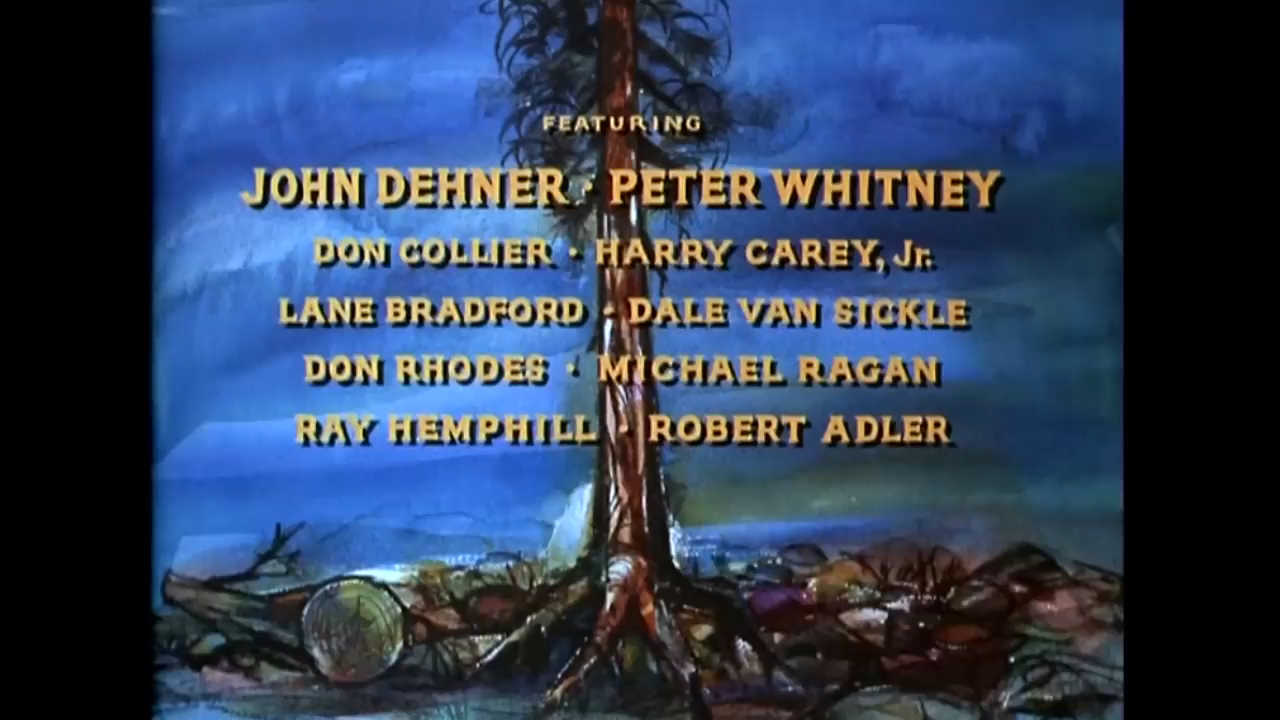 FEATURING
JOHN DEHNER · PETER WHITNEY
DON COLLIER · HARRY CAREY, Jr.
LANE BRADFORD · DALE VAN SICKLE
DON RHODES · MICHAEL RAGAN
RAY HEMPHILL · ROBERT ADLER